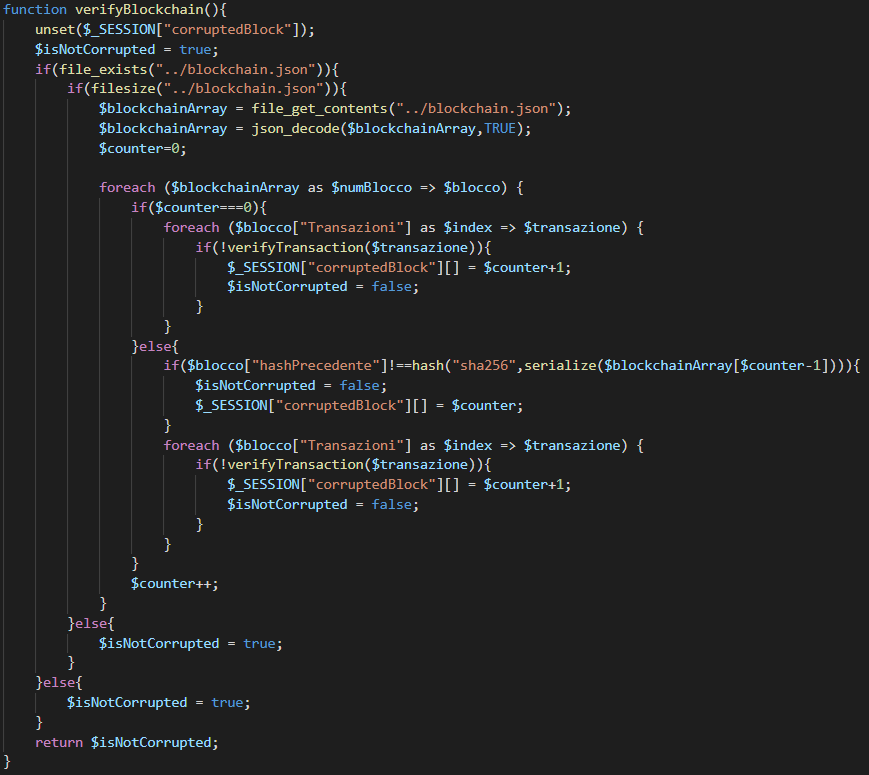 function verifyBlockchain(){
    unset($_SESSION["corruptedBlock"]);
    $isNotCorrupted = true;
    if(file_exists("../blockchain.json")){
        if(filesize("../blockchain.json")){
            $blockchainArray = file_get_contents("../blockchain.json");
            $blockchainArray = json_decode($blockchainArray,TRUE);
            $counter=0;

            foreach ($blockchainArray as $numBlocco => $blocco) {
                if($counter===0){
                    foreach ($blocco["Transazioni"] as $index => $transazione) {
                        if(!verifyTransaction($transazione)){
                            $_SESSION["corruptedBlock"][] = $counter+1;
                            $isNotCorrupted = false;
                        }
                    }
                }else{
                    if($blocco["hashPrecedente"]!==hash("sha256",serialize($blockchainArray[$counter-1]))){
                        $isNotCorrupted = false;
                        $_SESSION["corruptedBlock"][] = $counter;
                    }
                    foreach ($blocco["Transazioni"] as $index => $transazione) {
                        if(!verifyTransaction($transazione)){
                            $_SESSION["corruptedBlock"][] = $counter+1;
                            $isNotCorrupted = false;
                        }
                    }
                }
                $counter++;
            }
        }else{
            $isNotCorrupted = true;
        }
    }else{
        $isNotCorrupted = true;
    }
    return $isNotCorrupted;
}